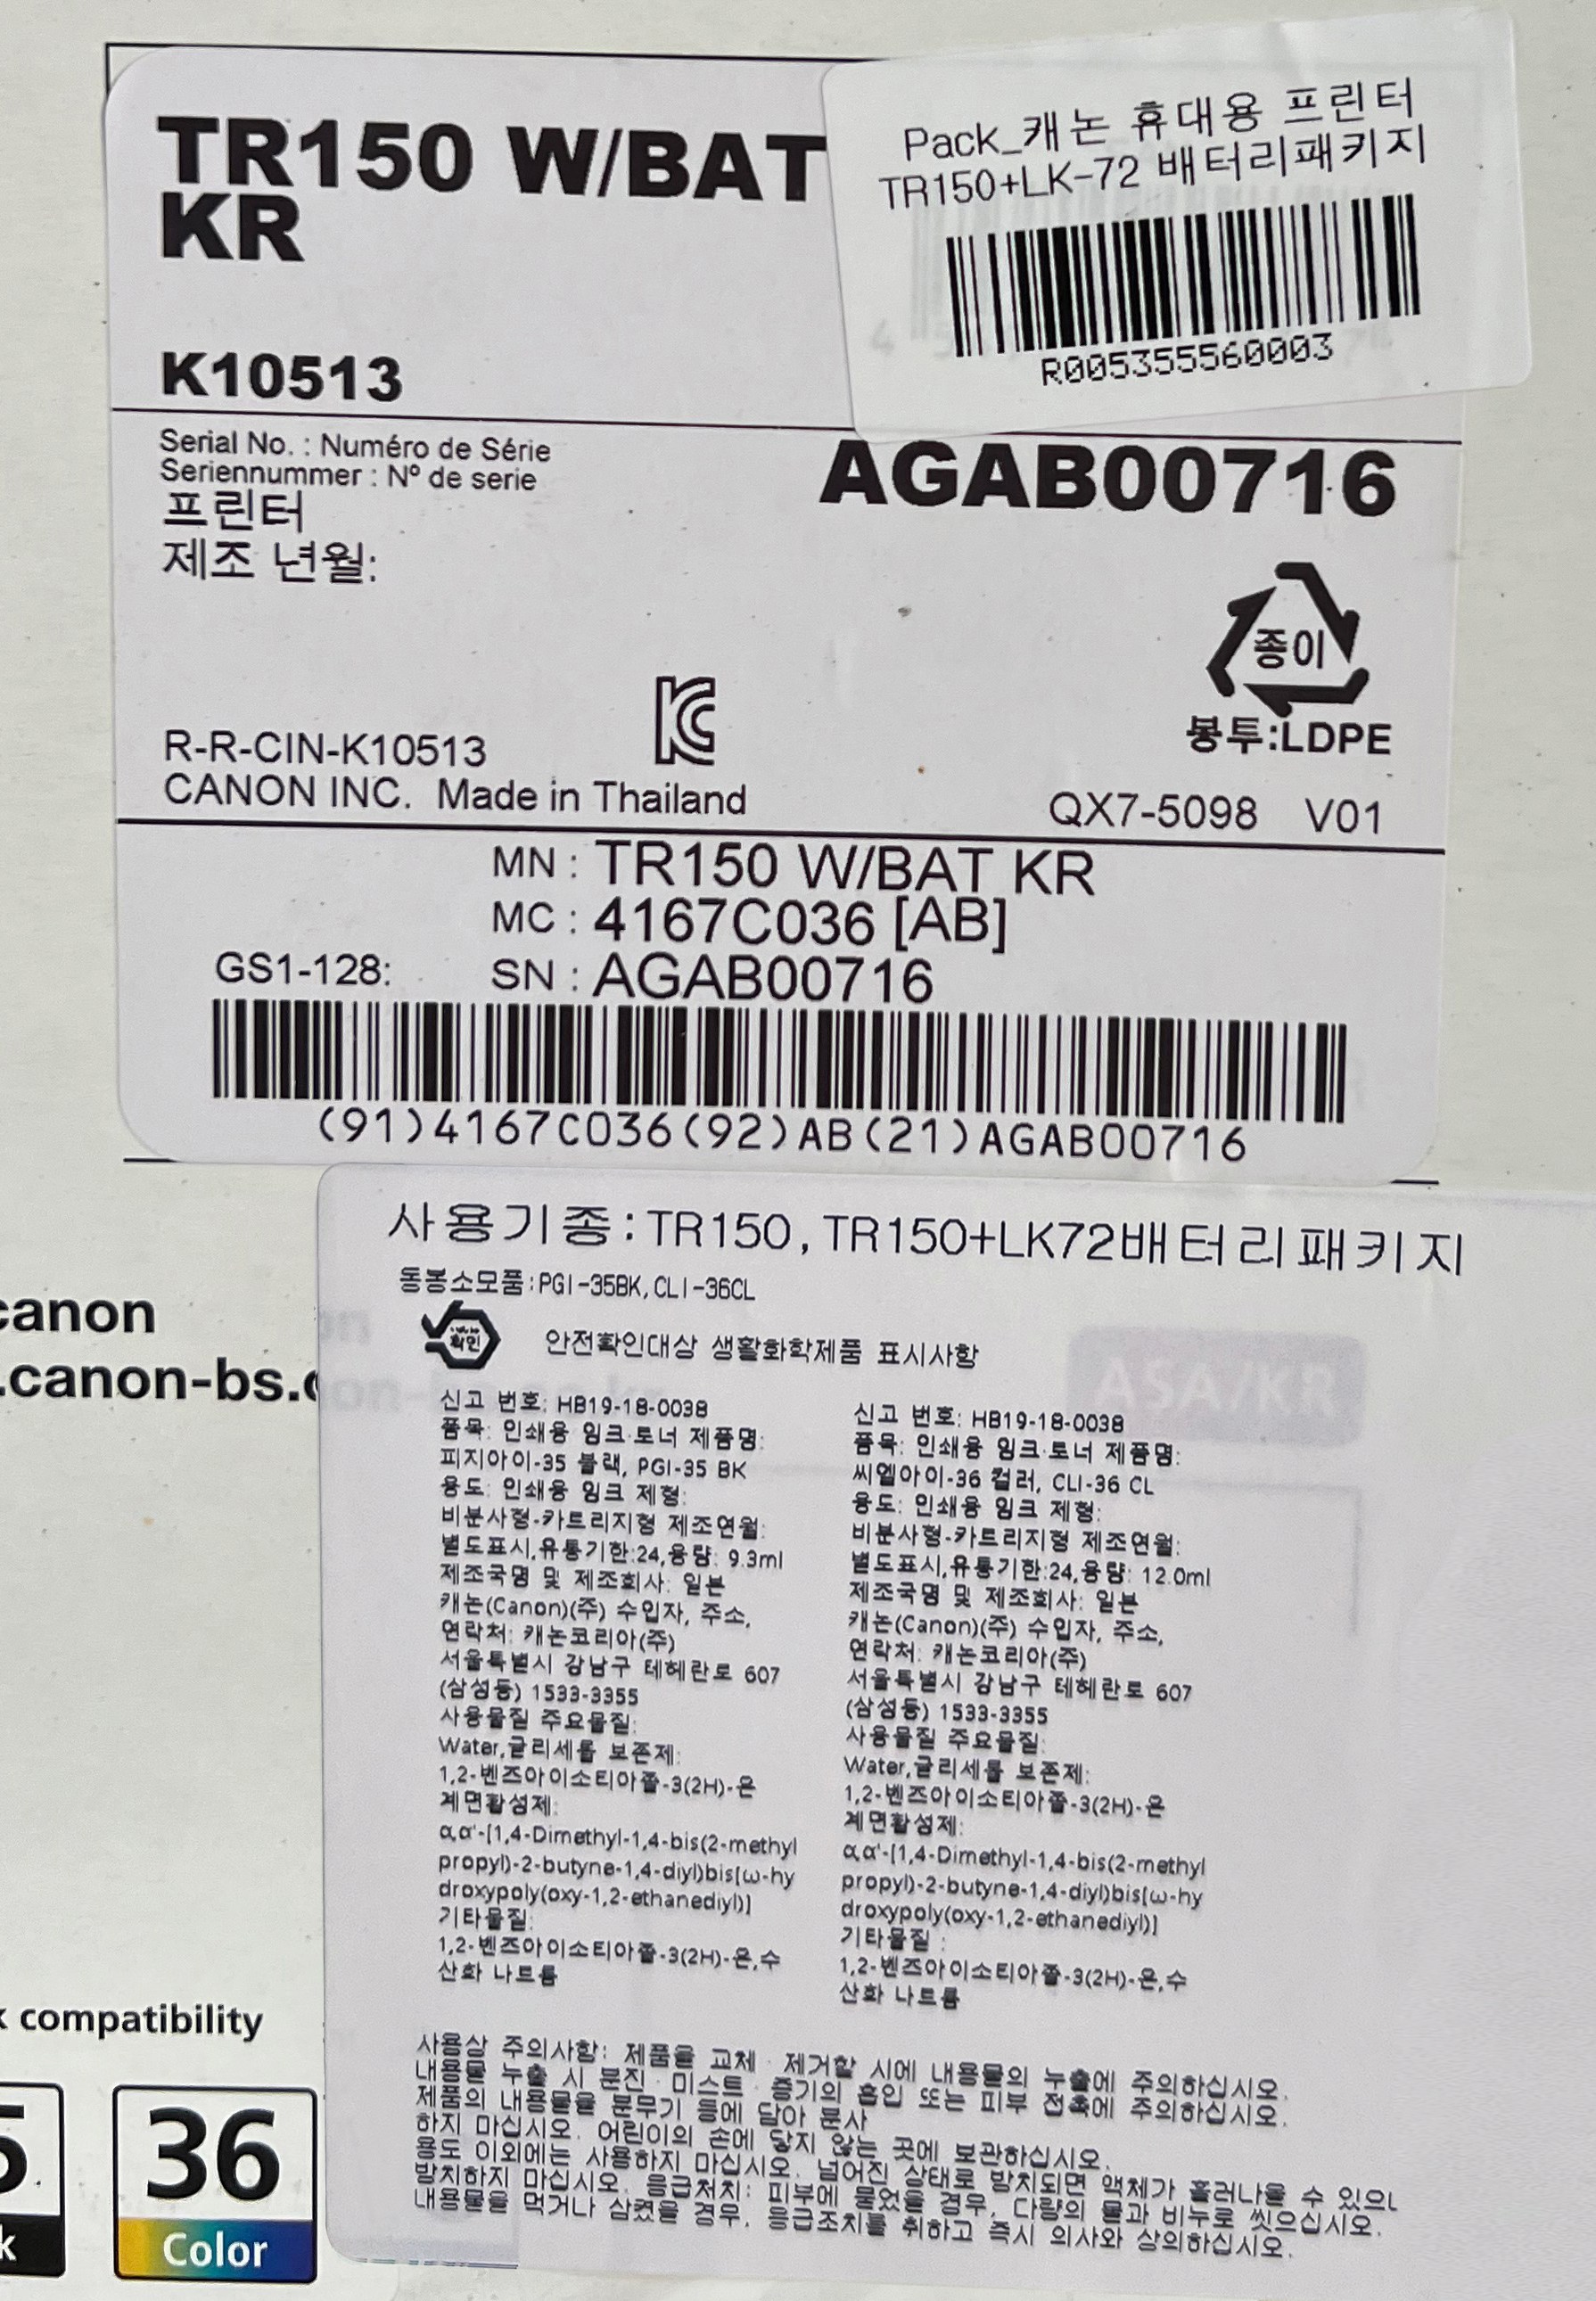 TR150 W/BAT
KR
K10513
Pack_캐논 휴대용 프린터
TR150+LK-72 배터리패키지
R005355560003
Serial No. : Numéro de Série
Seriennummer : Nº de serie
AGAB00716
프린터
제조 년월:
종이
봉투:LDPE
R-R-CIN-K10513
CANON INC. Made in Thailand
QX7-5098 V01
MN : TR150 W/BAT KR
MC : 4167C036 [AB]
GS1-128: SN : AGAB00716
(91)4167C036(92)AB(21)AGAB00716
사용기종:TR150, TR150+LK72배터리패키지
동봉소모품:PGI-35BK, CLI-36CL
확인
안전확인대상 생활화학제품 표시사항
신고 번호: HB19-18-0038
품목: 인쇄용 잉크·토너 제품명:
피지아이-35 블랙, PGI-35 BK
용도: 인쇄용 잉크 제형:
비분사형-카트리지형 제조연월:
별도표시,유통기한:24,용량: 9.3ml
제조국명 및 제조회사: 일본
캐논(Canon)(주) 수입자, 주소,
연락처: 캐논코리아(주)
서울특별시 강남구 테헤란로 607
(삼성동) 1533-3355
사용물질 주요물질:
Water,글리세롤 보존제:
1,2-벤즈아이소티아졸-3(2H)-온
계면활성제:
α,α'-[1,4-Dimethyl-1,4-bis(2-methyl
propyl)-2-butyne-1,4-diyl)bis[ω-hy
droxypoly(oxy-1,2-ethanediyl)]
기타물질:
1,2-벤즈아이소티아졸-3(2H)-온,수
산화 나트륨
신고 번호: HB19-18-0038
품목: 인쇄용 잉크·토너 제품명:
씨엘아이-36 컬러, CLI-36 CL
용도: 인쇄용 잉크 제형:
비분사형-카트리지형 제조연월:
별도표시,유통기한:24,용량: 12.0ml
제조국명 및 제조회사: 일본
캐논(Canon)(주) 수입자, 주소,
연락처: 캐논코리아(주)
서울특별시 강남구 테헤란로 607
(삼성동) 1533-3355
사용물질 주요물질:
Water,글리세롤 보존제:
1,2-벤즈아이소티아졸-3(2H)-온
계면활성제:
α,α'-[1,4-Dimethyl-1,4-bis(2-methyl
propyl)-2-butyne-1,4-diyl)bis[ω-hy
droxypoly(oxy-1,2-ethanediyl)]
기타물질 :
1,2-벤즈아이소티아졸-3(2H)-온,수
산화 나트륨
사용상 주의사항: 제품을 교체 · 제거할 시에 내용물의 누출에 주의하십시오.
내용물 누출 시 분진 · 미스트 · 증기의 흡입 또는 피부 접촉에 주의하십시오.
제품의 내용물을 분무기 등에 담아 분사
하지 마십시오. 어린이의 손에 닿지 않는 곳에 보관하십시오.
용도 이외에는 사용하지 마십시오. 넘어진 상태로 방치되면 액체가 흘러나올 수 있으니
방치하지 마십시오. 응급처치: 피부에 묻었을 경우, 다량의 물과 비누로 씻으십시오.
내용물을 먹거나 삼켰을 경우, 응급조치를 취하고 즉시 의사와 상의하십시오.
canon
.canon-bs.c
ASA/KR
compatibility
36
Color